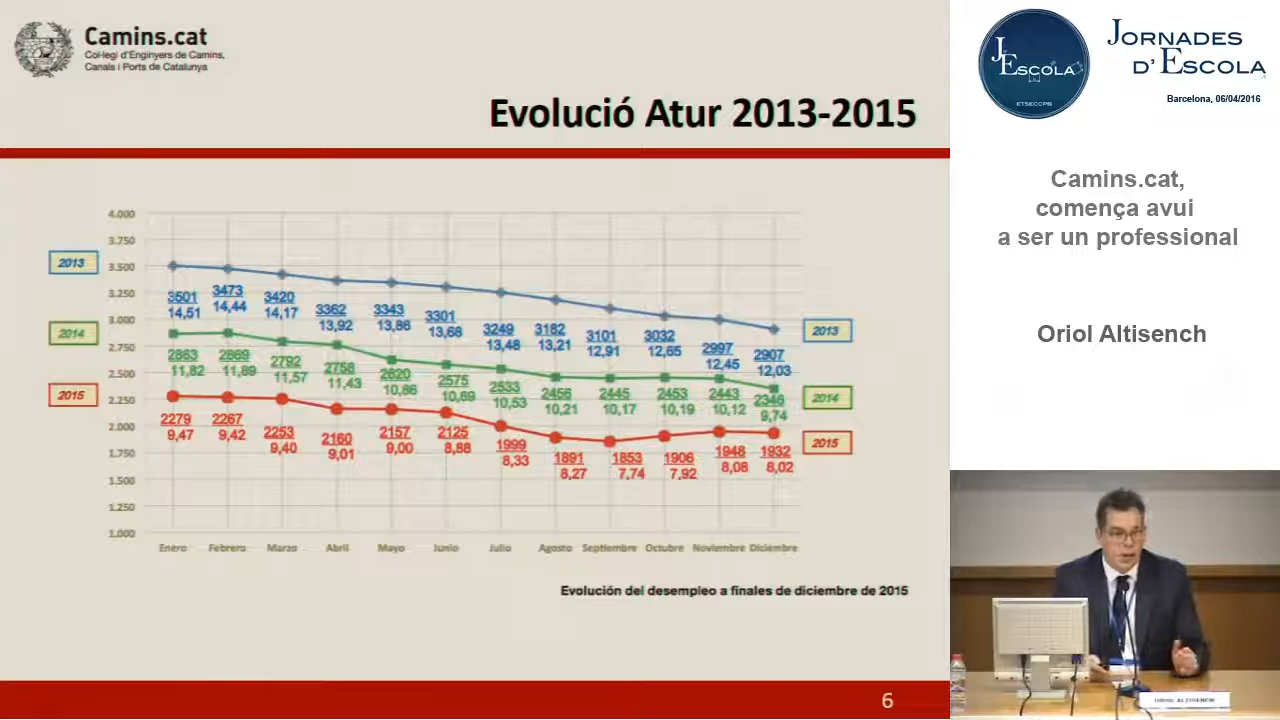 Camins.cat
Col·legi d'Enginyers de Camins,
Canals i Ports de Catalunya
Evolució Atur 2013-2015
4.000
3.750
3.500
3.250
3.000
2.750
2.500
2.250
2.000
1.750
1.500
1.250
1.000
2013
2014
2015
3501 3473 3420 3362 3343 3301 3249 3182 3101 3032 2997 2907
14,51 14,44 14,17 13,92 13,86 13,68 13,48 13,21 12,91 12,65 12,45 12,03
2863 2869 2792 2758 2620 2575 2533 2456 2445 2453 2443 2346
11,82 11,89 11,57 11,43 10,86 10,69 10,53 10,21 10,17 10,19 10,12 9,74
2279 2267 2253 2160 2157 2125 1999 1891 1853 1906 1948 1932
9,47 9,42 9,40 9,01 9,00 8,88 8,33 8,27 7,74 7,92 8,08 8,02
2013
2014
2015
Enero Febrero Marzo Abril Mayo Junio Julio Agosto Septiembre Octubre Noviembre Diciembre
Evolución del desempleo a finales de diciembre de 2015
6
J'ESCOLA
ETSECCPB
JORNADES
D'ESCOLA
Barcelona, 06/04/2016
Camins.cat,
comença avui
a ser un professional
Oriol Altisench
ORIOL ALTISENCH